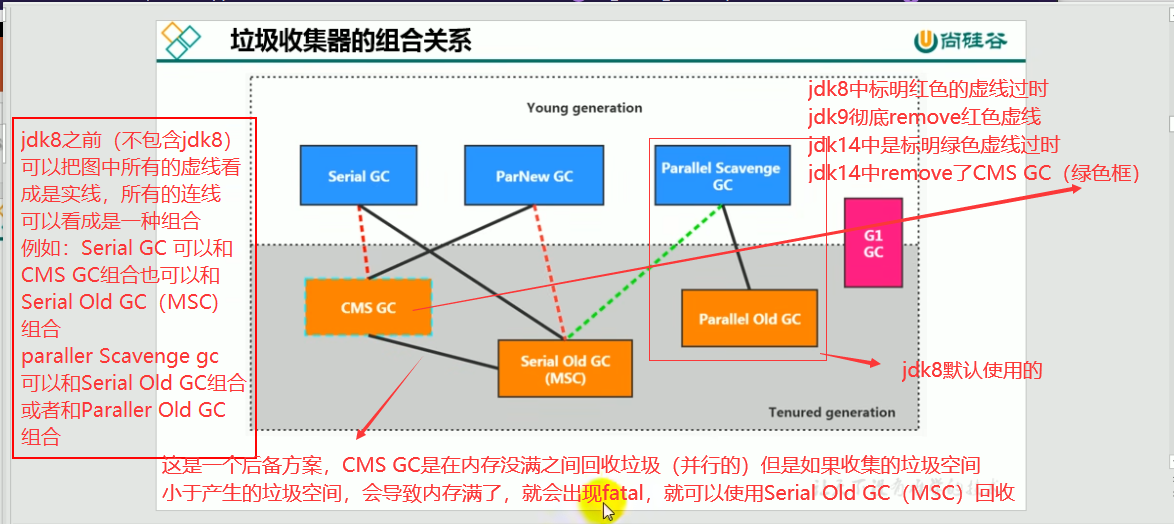 垃圾收集器的组合关系
尚硅谷
jdk8中标明红色的虚线过时
jdk9彻底remove红色虚线
jdk14中是标明绿色虚线过时
jdk14中remove了CMS GC（绿色框）
jdk8之前（不包含jdk8）
可以把图中所有的虚线看
成是实线，所有的连线
可以看成是一种组合
例如：Serial GC 可以和
CMS GC组合也可以和
Serial Old GC（MSC）
组合
paraller Scavenge gc
可以和Serial Old GC组合
或者和Paraller Old GC
组合
Young generation
Serial GC
ParNew GC
Parallel Scavenge
GC
G1
GC
CMS GC
Serial Old GC
(MSC)
Parallel Old GC
Tenured generation
jdk8默认使用的
这是一个后备方案，CMS GC是在内存没满之间回收垃圾（并行的）但是如果收集的垃圾空间
小于产生的垃圾空间，会导致内存满了，就会出现fatal，就可以使用Serial Old GC（MSC）回收